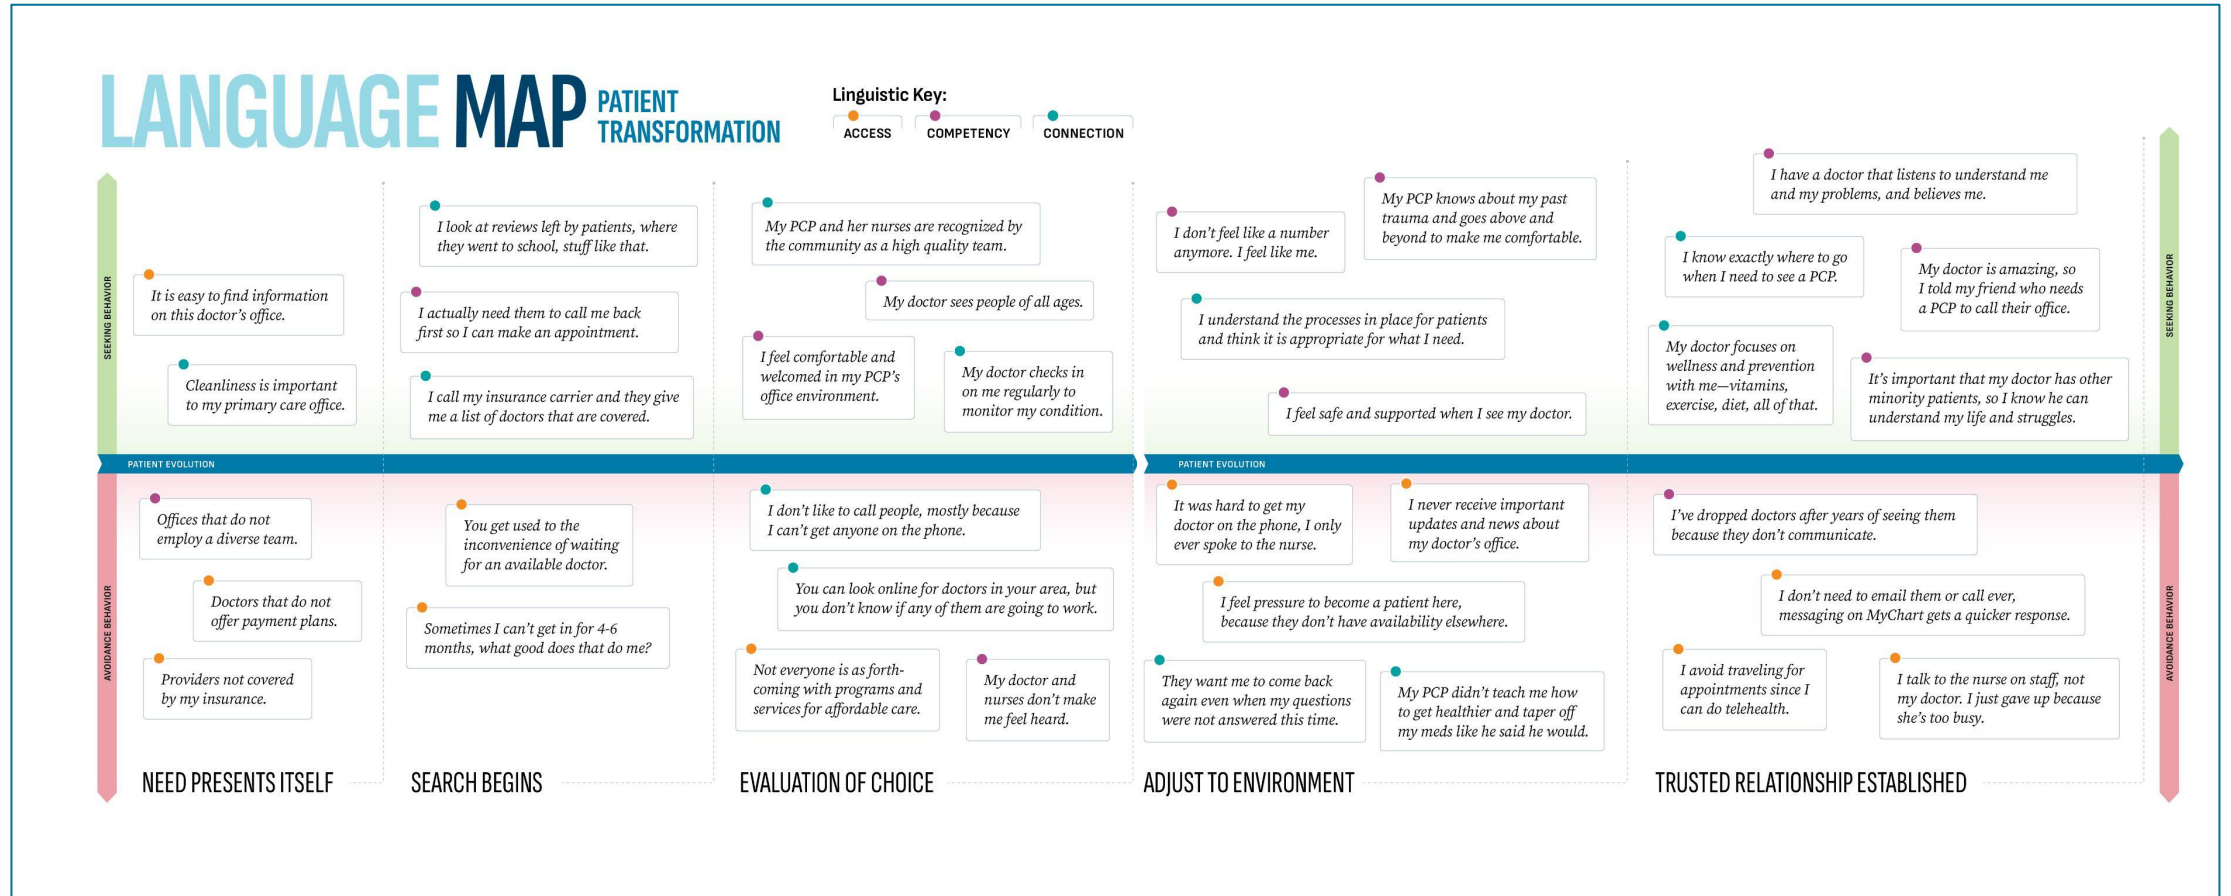 LANGUAGE MAP PATIENT
TRANSFORMATION
Linguistic Key:
ACCESS
COMPETENCY
CONNECTION
SEEKING BEHAVIOR
It is easy to find information
on this doctor's office.
Cleanliness is important
to my primary care office.
I look at reviews left by patients, where
they went to school, stuff like that.
I actually need them to call me back
first so I can make an appointment.
I call my insurance carrier and they give
me a list of doctors that are covered.
My PCP and her nurses are recognized by
the community as a high quality team.
My doctor sees people of all ages.
I feel comfortable and
welcomed in my PCP's
office environment.
My doctor checks in
on me regularly to
monitor my condition.
I don't feel like a number
anymore. I feel like me.
My PCP knows about my past
trauma and goes above and
beyond to make me comfortable.
I understand the processes in place for patients
and think it is appropriate for what I need.
I feel safe and supported when I see my doctor.
I have a doctor that listens to understand me
and my problems, and believes me.
I know exactly where to go
when I need to see a PCP.
My doctor is amazing, so
I told my friend who needs
a PCP to call their office.
My doctor focuses on
wellness and prevention
with me—vitamins,
exercise, diet, all of that.
It's important that my doctor has other
minority patients, so I know he can
understand my life and struggles.
SEEKING BEHAVIOR
PATIENT EVOLUTION
PATIENT EVOLUTION
AVOIDANCE BEHAVIOR
Offices that do not
employ a diverse team.
Doctors that do not
offer payment plans.
Providers not covered
by my insurance.
You get used to the
inconvenience of waiting
for an available doctor.
Sometimes I can't get in for 4-6
months, what good does that do me?
I don't like to call people, mostly because
I can't get anyone on the phone.
You can look online for doctors in your area, but
you don't know if any of them are going to work.
Not everyone is as forth-
coming with programs and
services for affordable care.
My doctor and
nurses don't make
me feel heard.
It was hard to get my
doctor on the phone, I only
ever spoke to the nurse.
I never receive important
updates and news about
my doctor's office.
I feel pressure to become a patient here,
because they don't have availability elsewhere.
They want me to come back
again even when my questions
were not answered this time.
My PCP didn't teach me how
to get healthier and taper off
my meds like he said he would.
I've dropped doctors after years of seeing them
because they don't communicate.
I don't need to email them or call ever,
messaging on MyChart gets a quicker response.
I avoid traveling for
appointments since I
can do telehealth.
I talk to the nurse on staff, not
my doctor. I just gave up because
she's too busy.
AVOIDANCE BEHAVIOR
NEED PRESENTS ITSELF
SEARCH BEGINS
EVALUATION OF CHOICE
ADJUST TO ENVIRONMENT
TRUSTED RELATIONSHIP ESTABLISHED